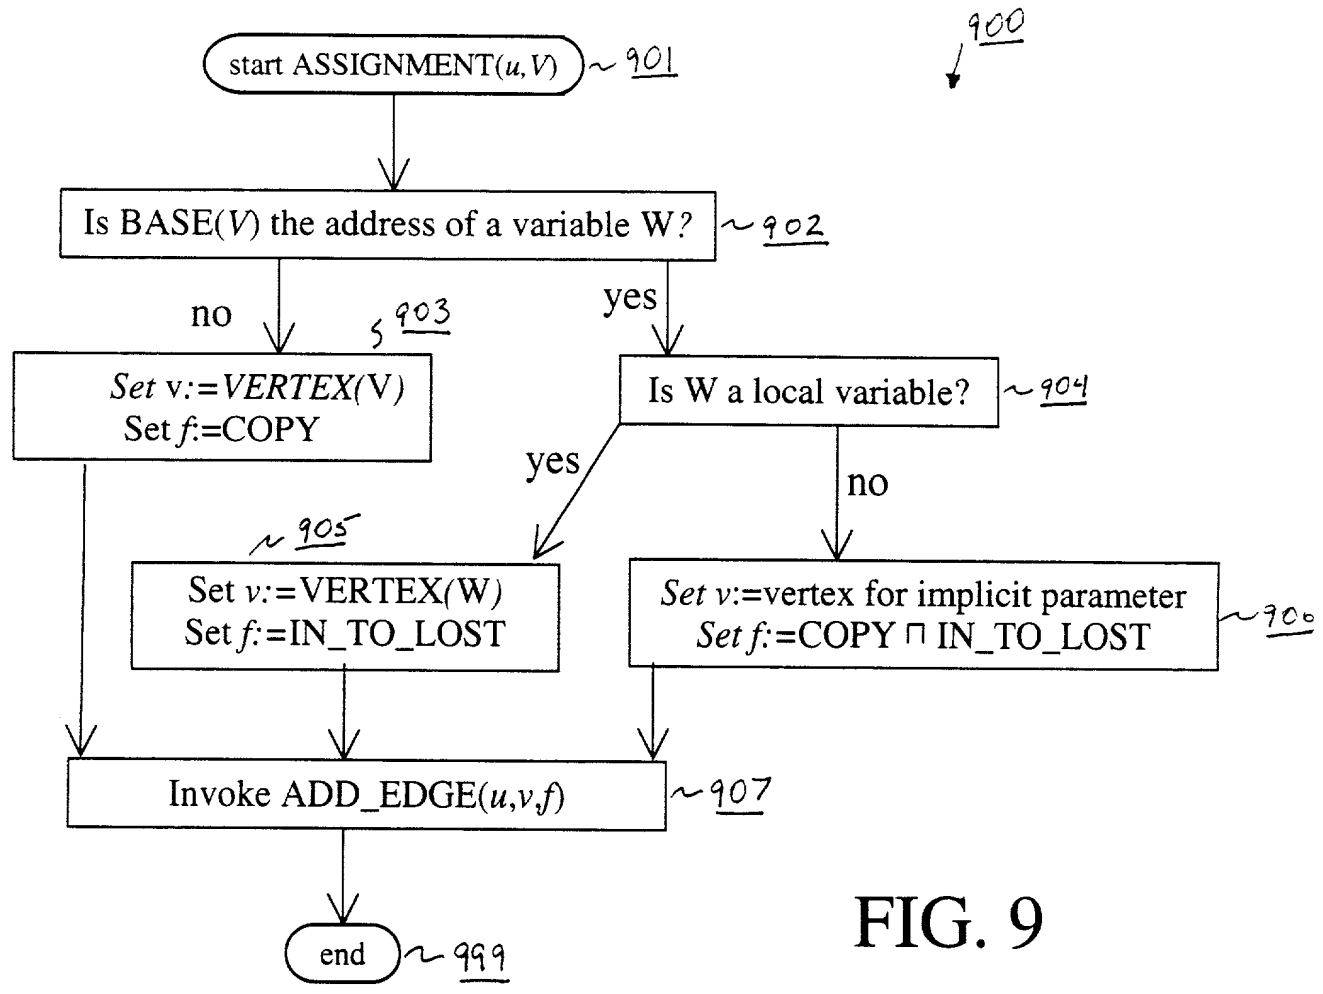 900
start ASSIGNMENT(u,V) 901
Is BASE(V) the address of a variable W? 902
no
yes
903
Set v:=VERTEX(V)
Set f:=COPY
Is W a local variable? 904
yes
no
905
Set v:=VERTEX(W)
Set f:=IN_TO_LOST
Set v:=vertex for implicit parameter
Set f:=COPY ⊓ IN_TO_LOST
906
Invoke ADD_EDGE(u,v,f) 907
end 999
FIG. 9